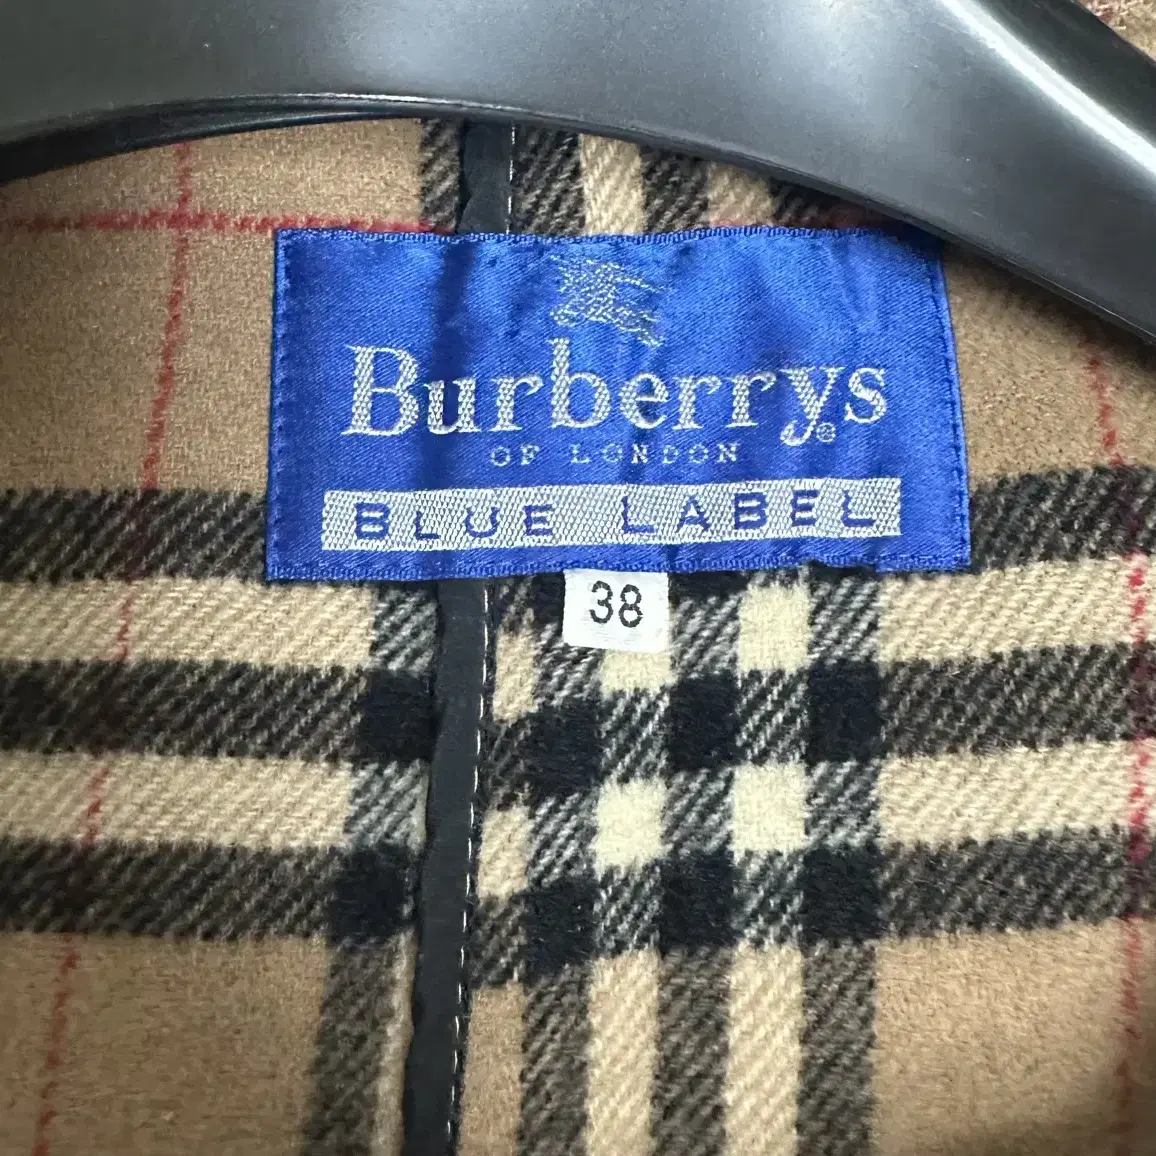 Burberrys®
OF LONDON
BLUE LABEL
38